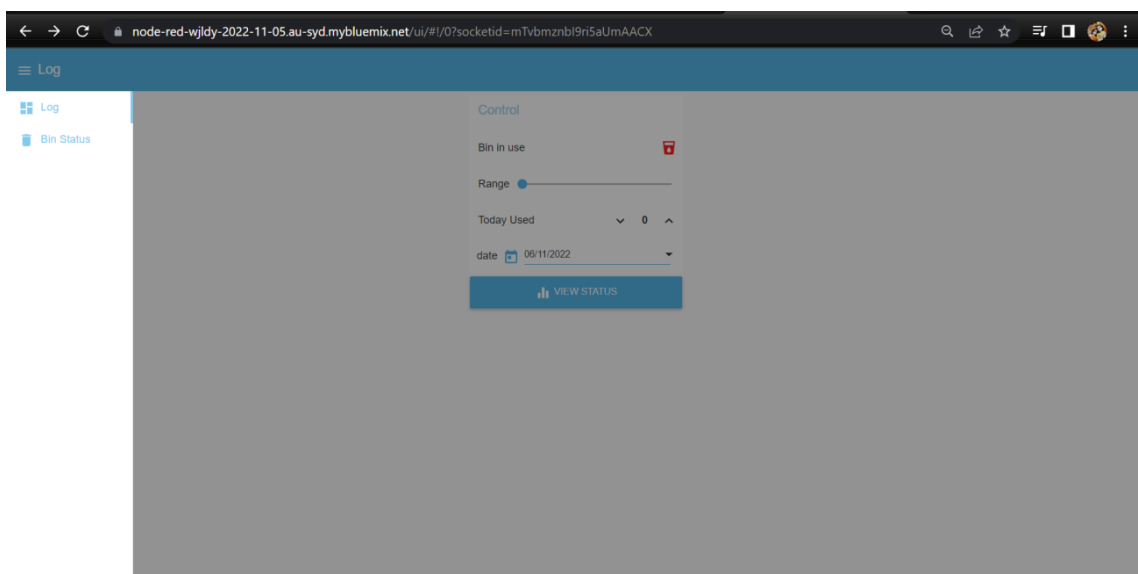 node-red-wjldy-2022-11-05.au-syd.mybluemix.net/ui/#!/0?socketid=mTvbmznbI9ri5aUmAACX
Log
Log
Bin Status
Control
Bin in use
Range
Today Used 0
date 06/11/2022
VIEW STATUS